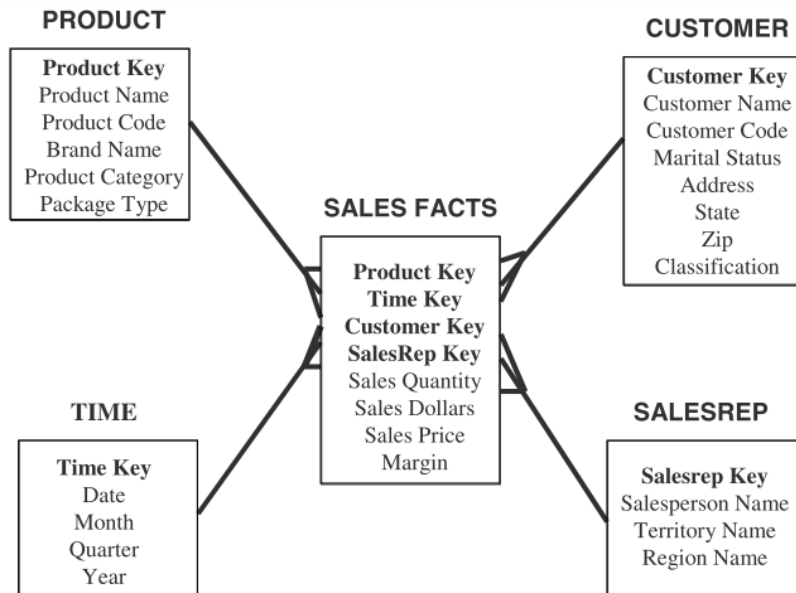 PRODUCT
Product Key
Product Name
Product Code
Brand Name
Product Category
Package Type
CUSTOMER
Customer Key
Customer Name
Customer Code
Marital Status
Address
State
Zip
Classification
SALES FACTS
Product Key
Time Key
Customer Key
SalesRep Key
Sales Quantity
Sales Dollars
Sales Price
Margin
TIME
Time Key
Date
Month
Quarter
Year
SALESREP
Salesrep Key
Salesperson Name
Territory Name
Region Name